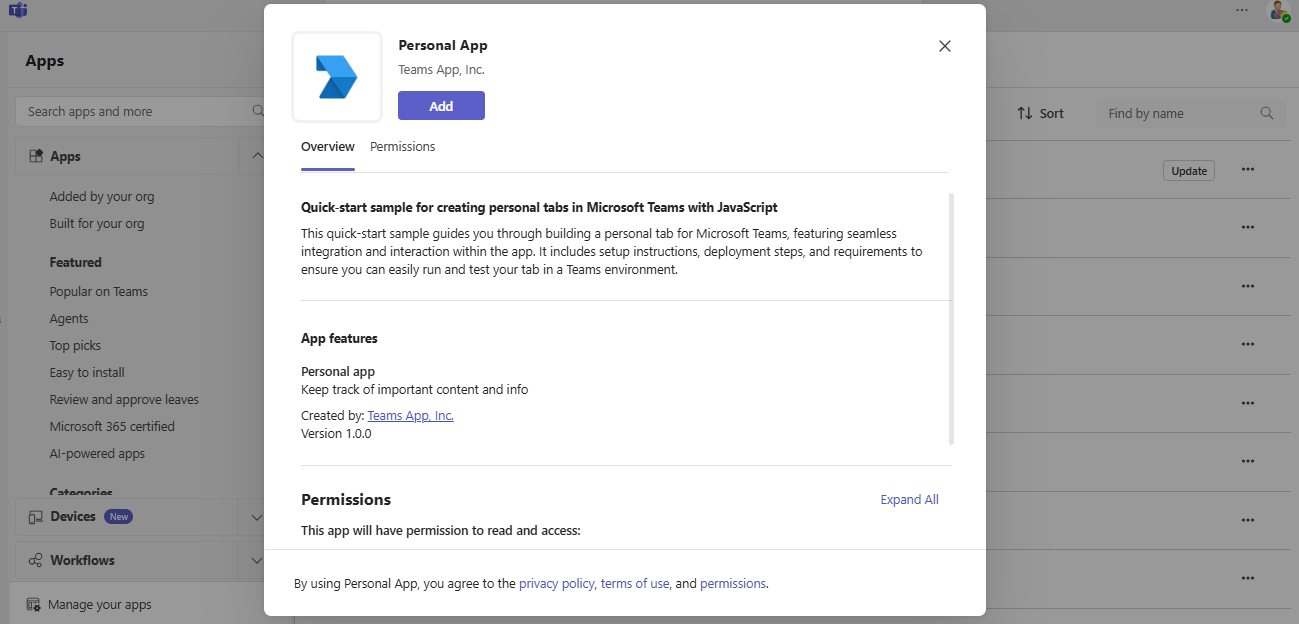 Apps
Search apps and more
Apps
Added by your org
Built for your org
Featured
Popular on Teams
Agents
Top picks
Easy to install
Review and approve leaves
Microsoft 365 certified
AI-powered apps
Categories
Devices New
Workflows
Manage your apps
Personal App
Teams App, Inc.
Add
Overview Permissions
Quick-start sample for creating personal tabs in Microsoft Teams with JavaScript
This quick-start sample guides you through building a personal tab for Microsoft Teams, featuring seamless
integration and interaction within the app. It includes setup instructions, deployment steps, and requirements to
ensure you can easily run and test your tab in a Teams environment.
App features
Personal app
Keep track of important content and info
Created by: Teams App, Inc.
Version 1.0.0
Permissions Expand All
This app will have permission to read and access:
By using Personal App, you agree to the privacy policy, terms of use, and permissions.
Sort Find by name
Update